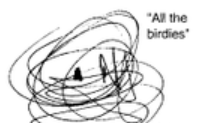 "All the
birdies"